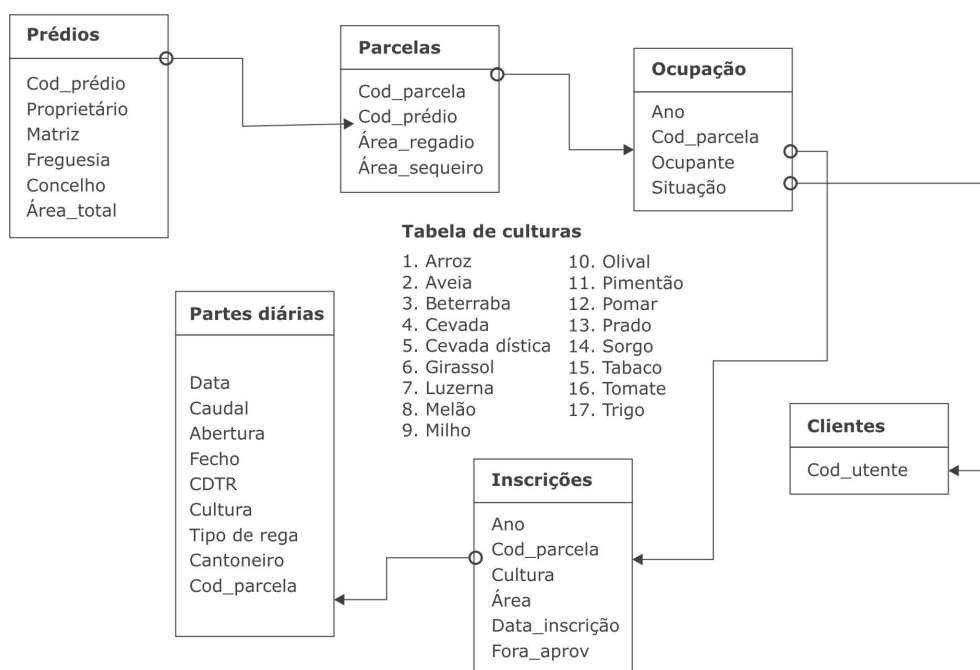 Prédios
Cod_prédio
Proprietário
Matriz
Freguesia
Concelho
Área_total
Parcelas
Cod_parcela
Cod_prédio
Área_regadio
Área_sequeiro
Ocupação
Ano
Cod_parcela
Ocupante
Situação
Tabela de culturas
1. Arroz
2. Aveia
3. Beterraba
4. Cevada
5. Cevada dística
6. Girassol
7. Luzerna
8. Melão
9. Milho
10. Olival
11. Pimentão
12. Pomar
13. Prado
14. Sorgo
15. Tabaco
16. Tomate
17. Trigo
Partes diárias
Data
Caudal
Abertura
Fecho
CDTR
Cultura
Tipo de rega
Cantoneiro
Cod_parcela
Inscrições
Ano
Cod_parcela
Cultura
Área
Data_inscrição
Fora_aprov
Clientes
Cod_utente